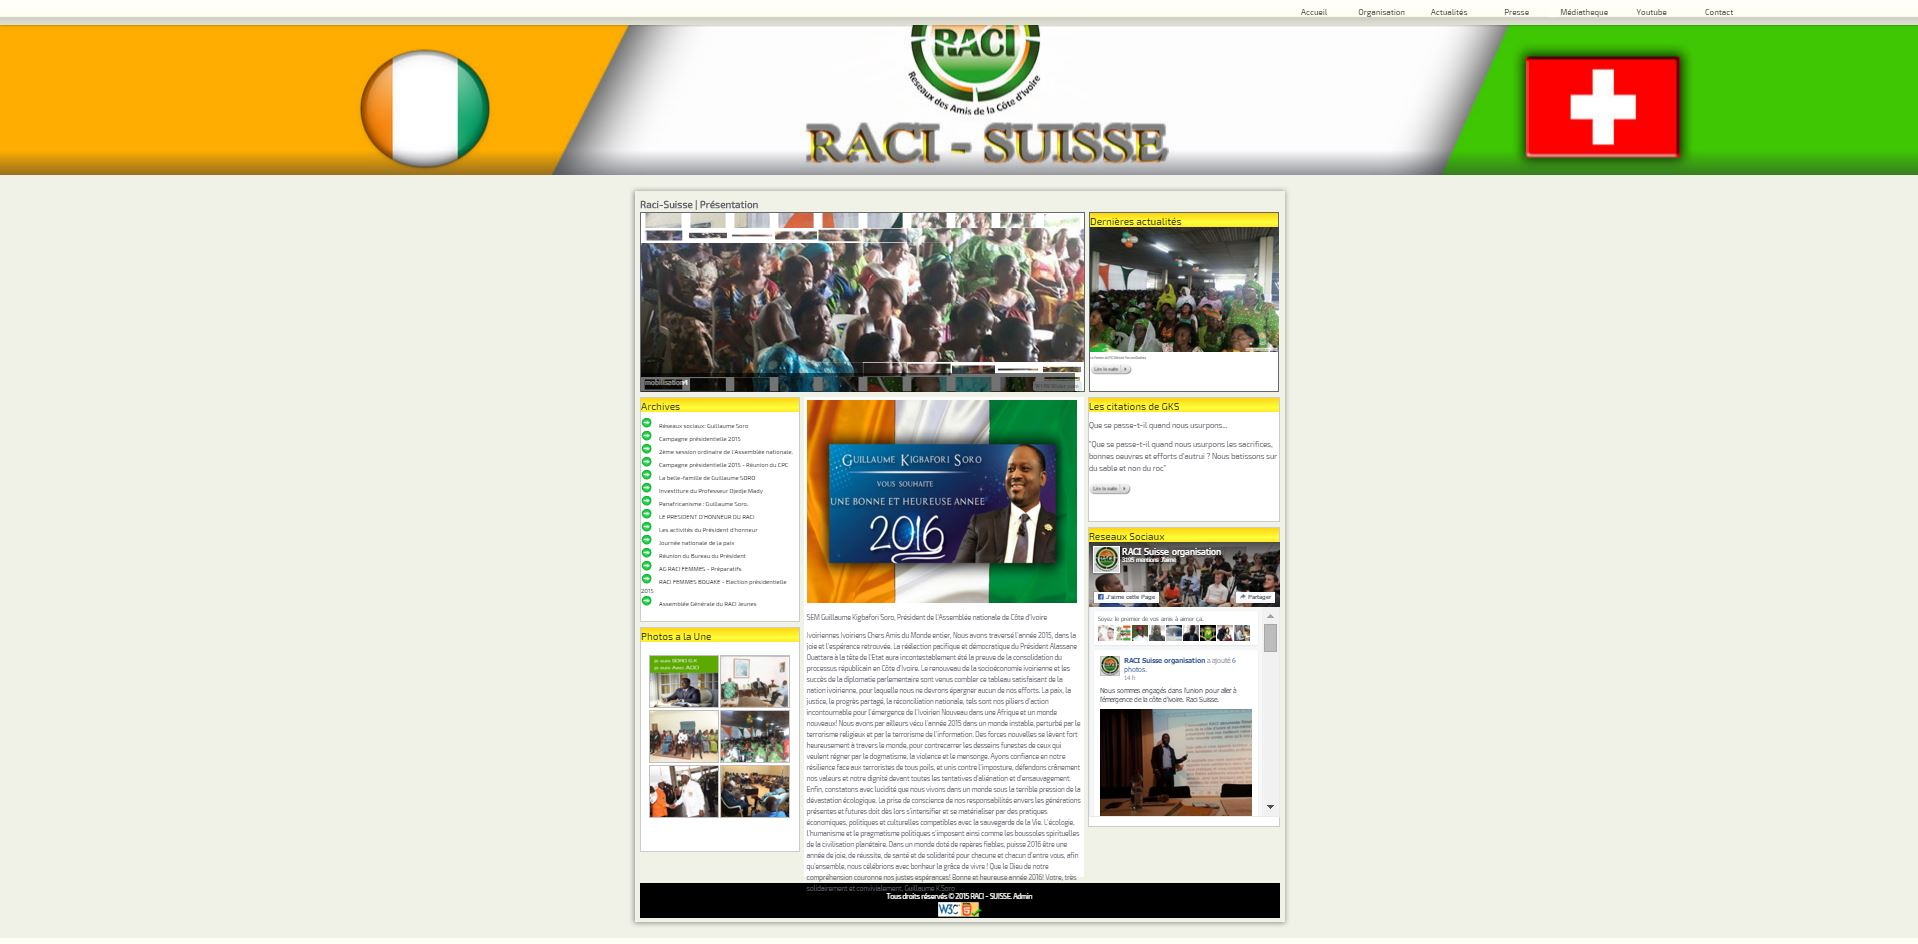 Accueil
Organisation
Actualités
Presse
Médiatheque
Youtube
Contact
RACI
Reseaux des Amis de la Côte d'Ivoire
RACI - SUISSE
Raci-Suisse | Présentation
mobilisation4
Dernières actualités
Lire la suite
Archives
Réseaux sociaux: Guillaume Soro
Campagne présidentielle 2015
2ème session ordinaire de l'Assemblée nationale.
Campagne présidentielle 2015 - Réunion du CPC
La belle-famille de Guillaume SORO
Investiture du Professeur Djedje Mady
Panafricanisme : Guillaume Soro.
LE PRESIDENT D'HONNEUR DU RACI
Les activités du Président d'honneur
Journée nationale de la paix
Réunion du Bureau du Président
AG RACI FEMMES - Préparatifs
RACI FEMMES BOUAKE - Election présidentielle
2015
Assemblée Générale du RACI Jeunes
Photos a la Une
Je suis SORO G.K
je suis Avec ADO
GUILLAUME KIGBAFORI SORO
VOUS SOUHAITE
UNE BONNE ET HEUREUSE ANNEE
2016
SEM Guillaume Kigbafori Soro, Président de l'Assemblée nationale de Côte d'Ivoire
Ivoiriennes Ivoiriens Chers Amis du Monde entier, Nous avons traversé l'année 2015, dans la
joie et l'espérance retrouvée. La réélection pacifique et démocratique du Président Alassane
Ouattara à la tête de l'Etat aura incontestablement été la preuve de la consolidation du
processus républicain en Côte d'Ivoire. Le renouveau de la socioéconomie ivoirienne et les
succès de la diplomatie parlementaire sont venus combler ce tableau satisfaisant de la
nation ivoirienne, pour laquelle nous ne devrons épargner aucun de nos efforts. La paix, la
justice, le progrès partagé, la réconciliation nationale, tels sont nos piliers d'action
incontournable pour l'émergence de l'Ivoirien Nouveau dans une Afrique et un monde
nouveaux! Nous avons par ailleurs vécu l'année 2015 dans un monde instable, perturbé par le
terrorisme religieux et par le terrorisme de l'information. Des forces nouvelles se lèvent fort
heureusement à travers le monde, pour contrecarrer les desseins funestes de ceux qui
veulent régner par le dogmatisme, la violence et le mensonge. Ayons confiance en notre
résilience face aux terroristes de tous poils, et unis contre l'imposture, défendons crânement
nos valeurs et notre dignité devant toutes les tentatives d'aliénation et d'ensauvagement.
Enfin, constatons avec lucidité que nous vivons dans un monde sous la terrible pression de la
dévastation écologique. La prise de conscience de nos responsabilités envers les générations
présentes et futures doit dès lors s'intensifier et se matérialiser par des pratiques
économiques, politiques et culturelles compatibles avec la sauvegarde de la Vie. L'écologie,
l'humanisme et le pragmatisme politiques s'imposent ainsi comme les boussoles spirituelles
de la civilisation planétaire. Dans un monde doté de repères fiables, puisse 2016 être une
année de joie, de réussite, de santé et de solidarité pour chacune et chacun d'entre vous, afin
qu'ensemble, nous célébrions avec bonheur la grâce de vivre ! Que le Dieu de notre
compréhension couronne nos justes espérances! Bonne et heureuse année 2016! Votre, très
solidairement et convivialement, Guillaume K Soro
Les citations de GKS
Que se passe-t-il quand nous usurpons...
"Que se passe-t-il quand nous usurpons les sacrifices,
bonnes oeuvres et efforts d'autrui ? Nous batissons sur
du sable et non du roc"
Lire la suite
Reseaux Sociaux
RACI Suisse organisation
3195 mentions J'aime
J'aime cette Page
Partager
Soyez le premier de vos amis à aimer ça.
RACI Suisse organisation a ajouté 6
photos.
14 h
Nous sommes engagés dans l'union pour aller à
l'émergence de la côte d'Ivoire. Raci Suisse.
Tous droits réservés © 2015 RACI - SUISSE. Admin
W3C